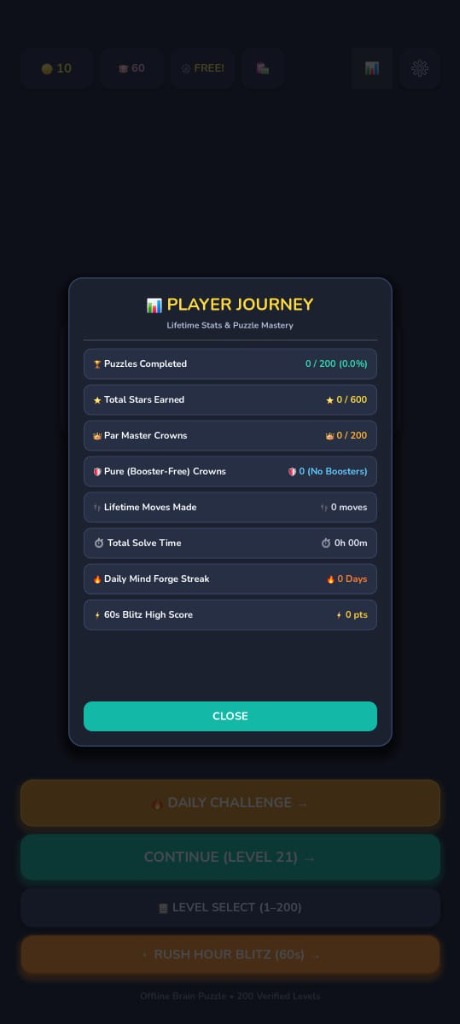 10
60
FREE!
PLAYER JOURNEY
Lifetime Stats & Puzzle Mastery
Puzzles Completed 0 / 200 (0.0%)
Total Stars Earned 0 / 600
Par Master Crowns 0 / 200
Pure (Booster-Free) Crowns 0 (No Boosters)
Lifetime Moves Made 0 moves
Total Solve Time 0h 00m
Daily Mind Forge Streak 0 Days
60s Blitz High Score 0 pts
CLOSE
DAILY CHALLENGE →
CONTINUE (LEVEL 21) →
LEVEL SELECT (1–200)
RUSH HOUR BLITZ (60s) →
Offline Brain Puzzle • 200 Verified Levels